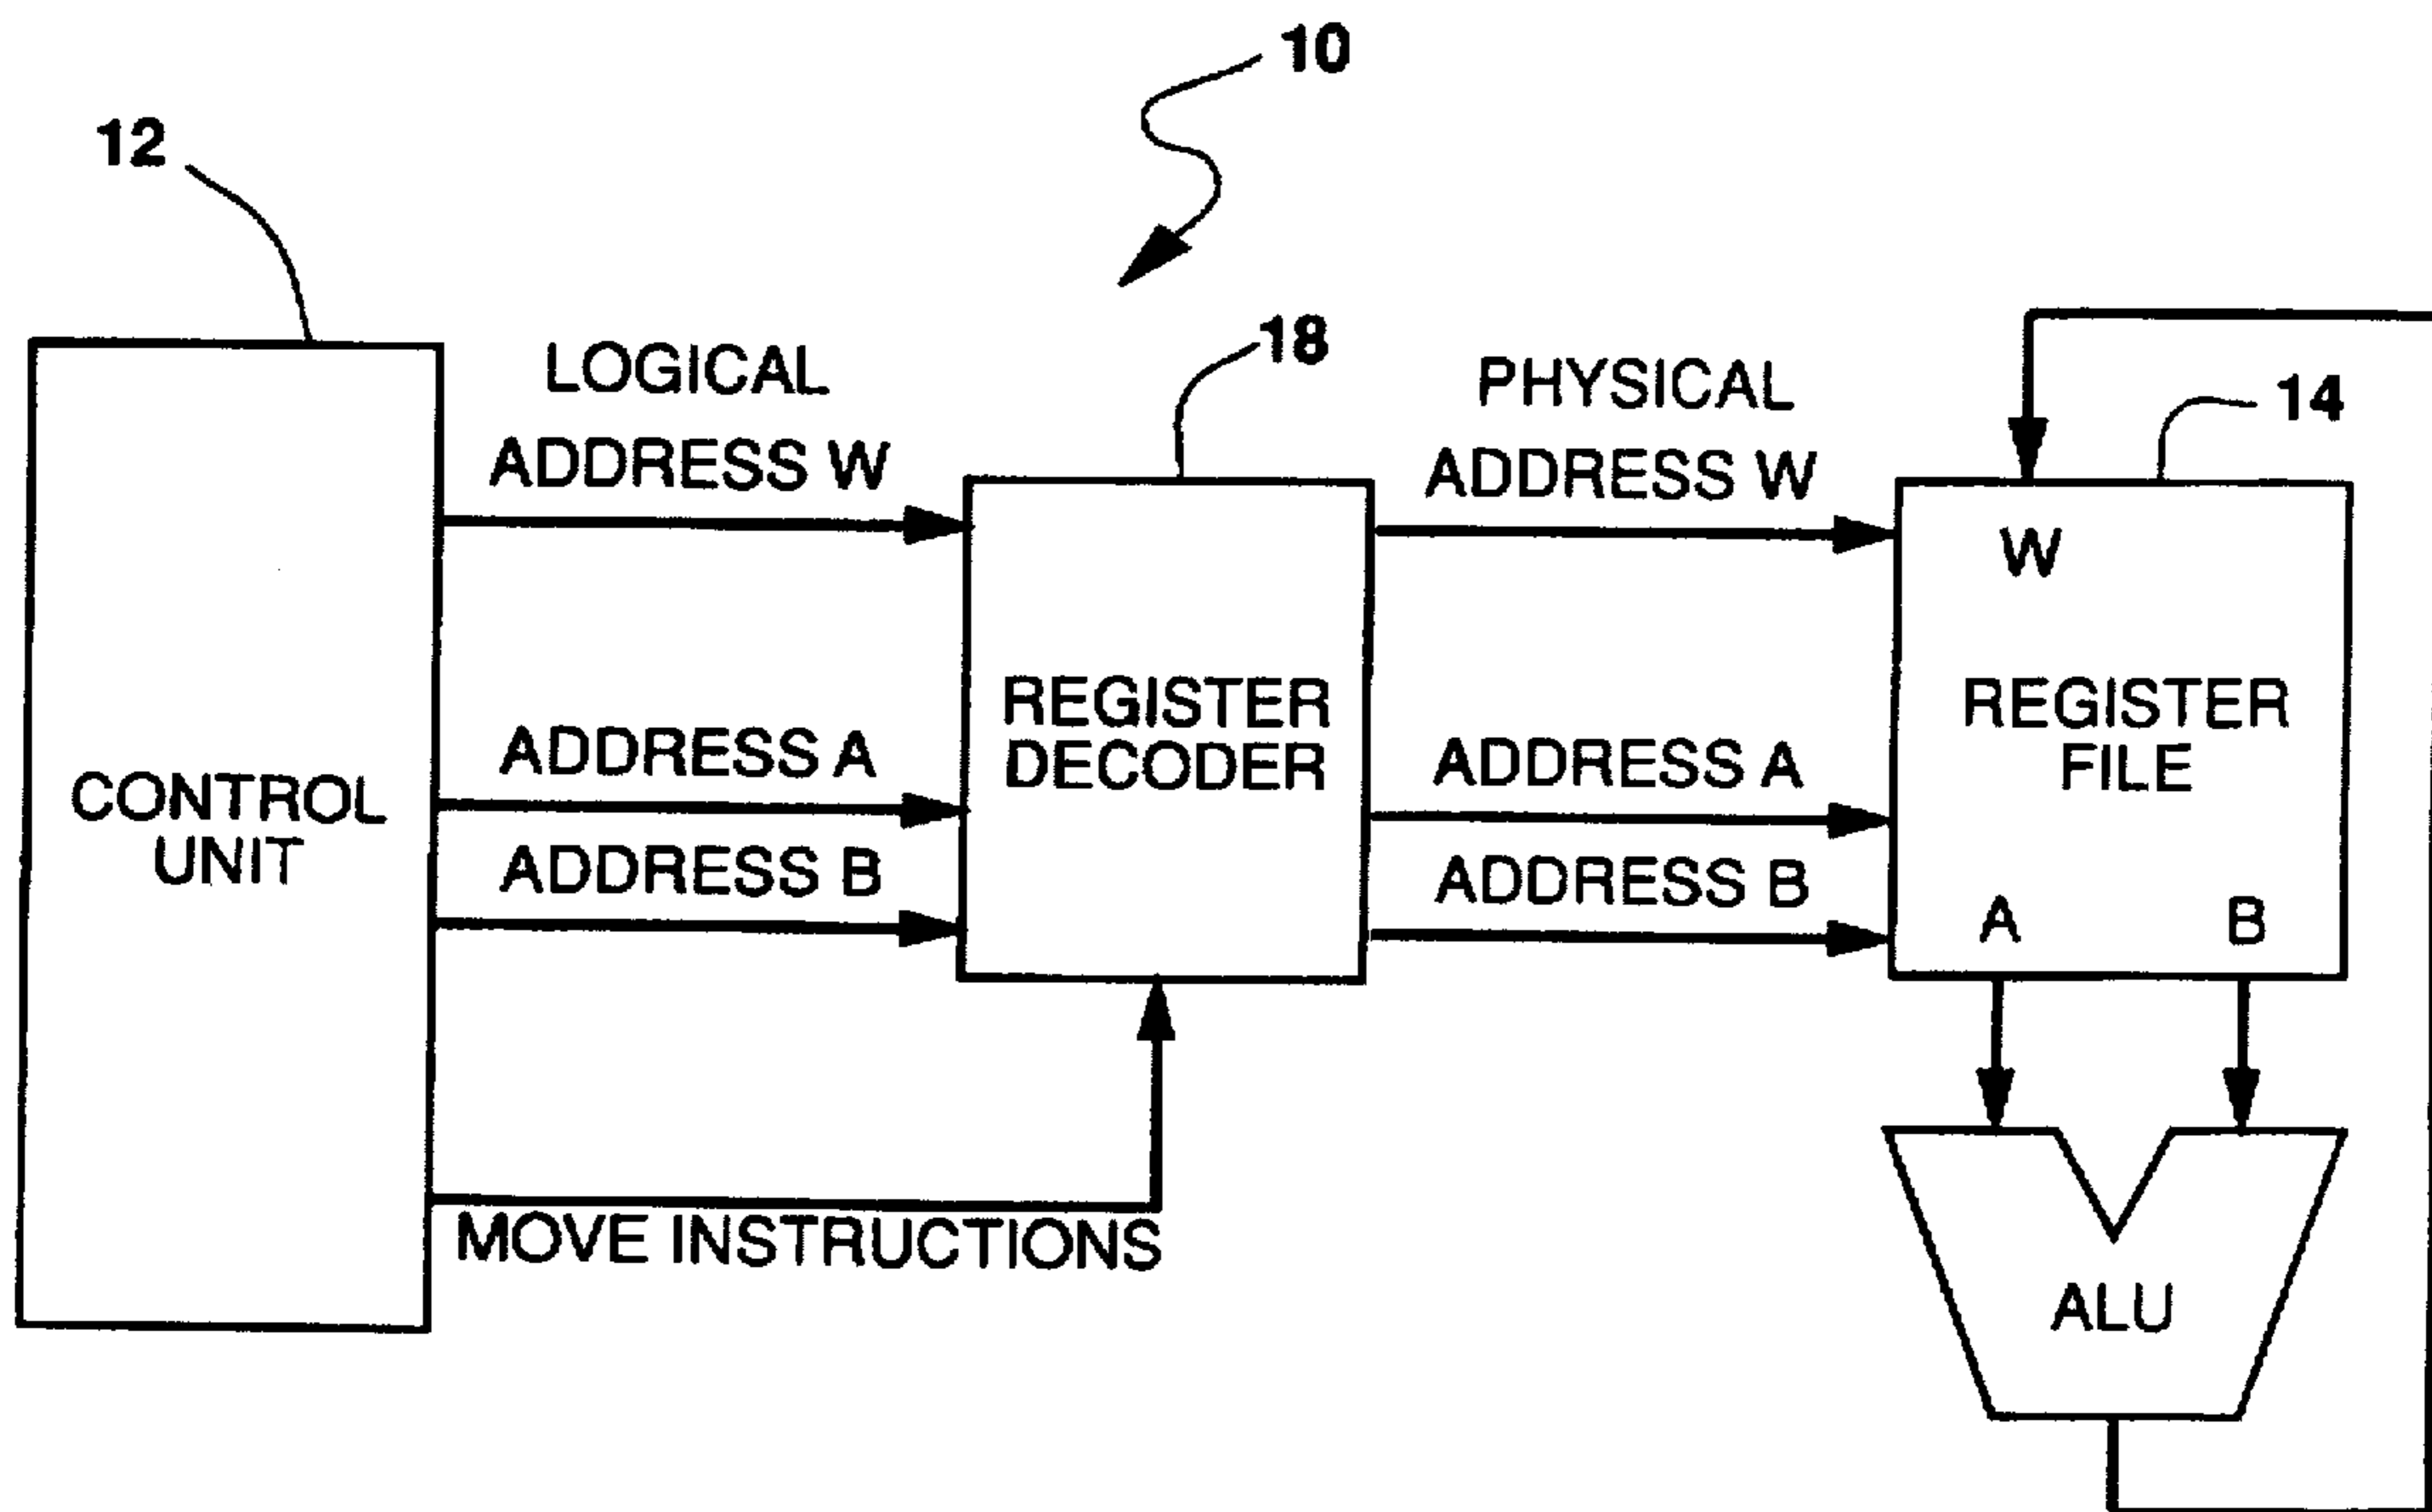 10
12
18
14
LOGICAL
ADDRESS W
PHYSICAL
ADDRESS W
W
REGISTER
DECODER
REGISTER
FILE
ADDRESS A
ADDRESS A
CONTROL
UNIT
ADDRESS B
ADDRESS B
A
B
MOVE INSTRUCTIONS
ALU